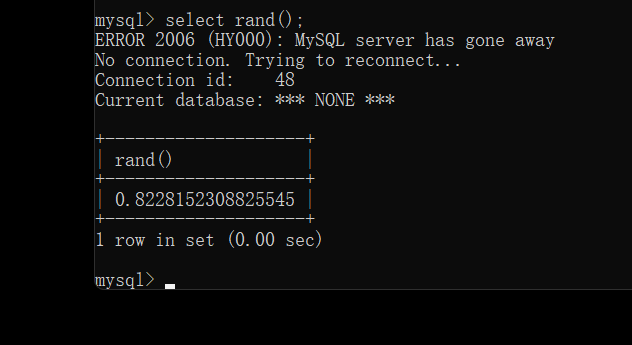 mysql> select rand();
ERROR 2006 (HY000): MySQL server has gone away
No connection. Trying to reconnect...
Connection id:    48
Current database: *** NONE ***
+--------------------+
| rand()             |
+--------------------+
| 0.8228152308825545 |
+--------------------+
1 row in set (0.00 sec)
mysql>